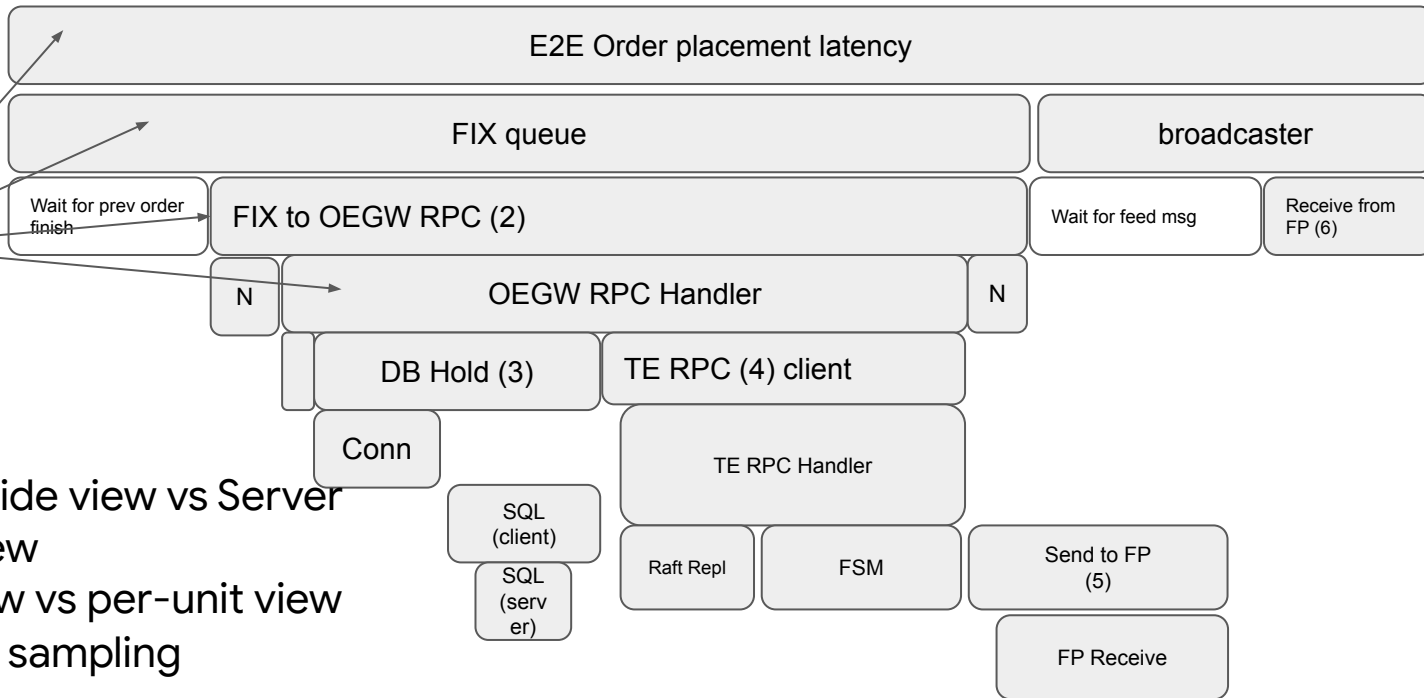 E2E Order placement latency
FIX queue
broadcaster
Wait for prev order
finish
FIX to OEGW RPC (2)
Wait for feed msg
Receive from
FP (6)
N
OEGW RPC Handler
N
DB Hold (3)
TE RPC (4) client
Conn
TE RPC Handler
ide view vs Server
ew
w vs per-unit view
sampling
SQL
(client)
SQL
(serv
er)
Raft Repl
FSM
Send to FP
(5)
FP Receive